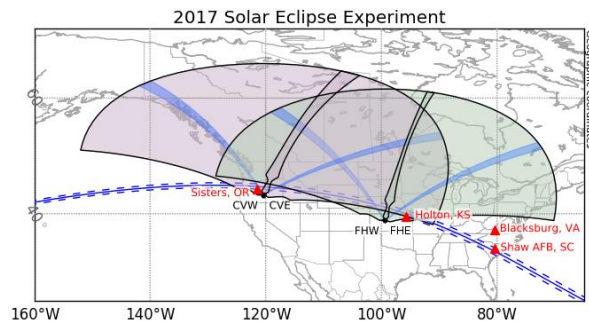 2017 Solar Eclipse Experiment
60
Sisters, OR
CVW CVE
40
Holton, KS
FHW FHE
Blacksburg, VA
Shaw AFB, SC
160°W 140°W 120°W 100°W 80°W